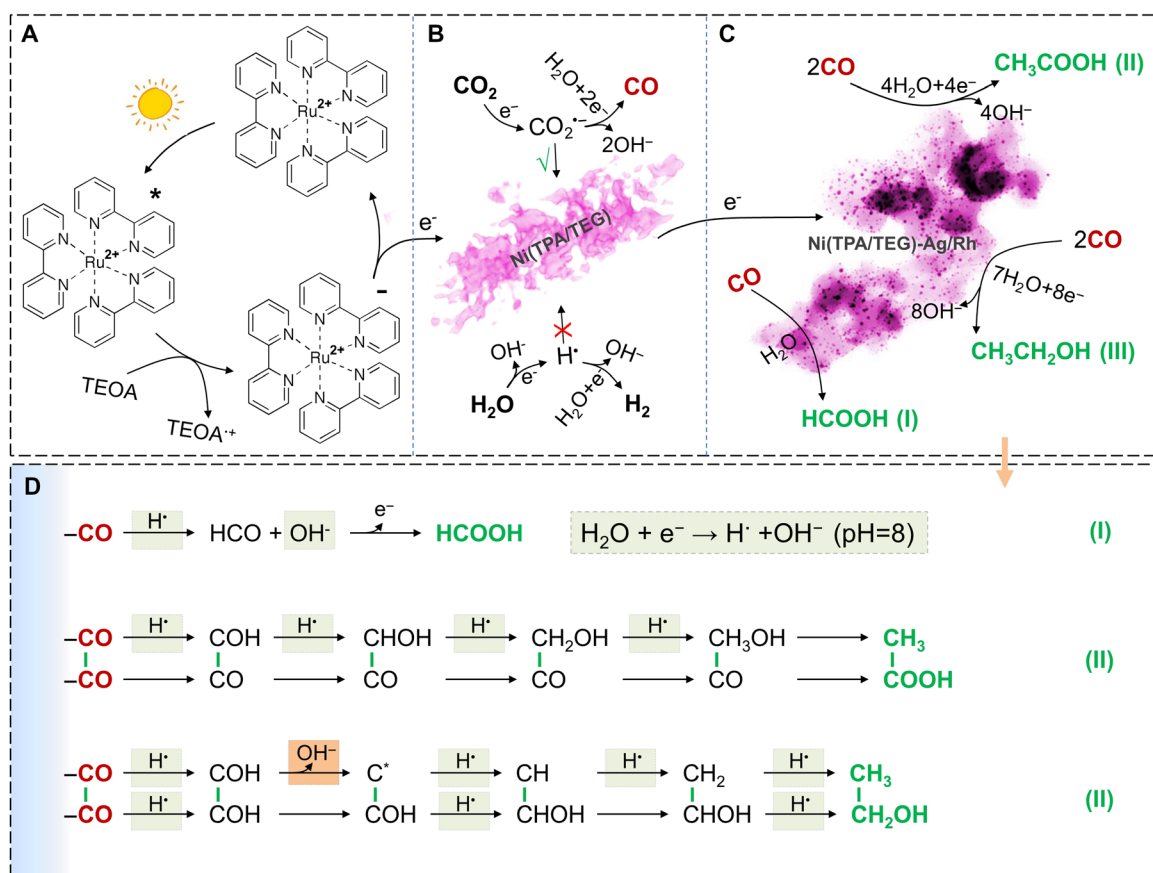 A
Ru²⁺
N N N N N N
*
Ru²⁺
N N N N N N
–
Ru²⁺
N N N N N N
TEOA
TEOA·⁺
e⁻
B
CO₂
e⁻
CO₂•⁻
H₂O+2e⁻
CO
2OH⁻
√
Ni(TPA/TEG)
H•
OH⁻
e⁻
H₂O
OH⁻
H₂O+e⁻
H₂
e⁻
C
2CO
4H₂O+4e⁻
CH₃COOH (II)
4OH⁻
Ni(TPA/TEG)-Ag/Rh
2CO
7H₂O+8e⁻
8OH⁻
CH₃CH₂OH (III)
CO
H₂O
HCOOH (I)
D
–CO H• HCO + OH⁻ e⁻ HCOOH H₂O + e⁻ → H· +OH⁻ (pH=8) (I)
–CO H• COH H• CHOH H• CH₂OH H• CH₃OH CH₃
–CO CO CO CO CO COOH
(II)
–CO H• COH OH⁻ C* H• CH H• CH₂ H• CH₃
–CO H• COH COH H• CHOH CHOH H• CH₂OH
(II)